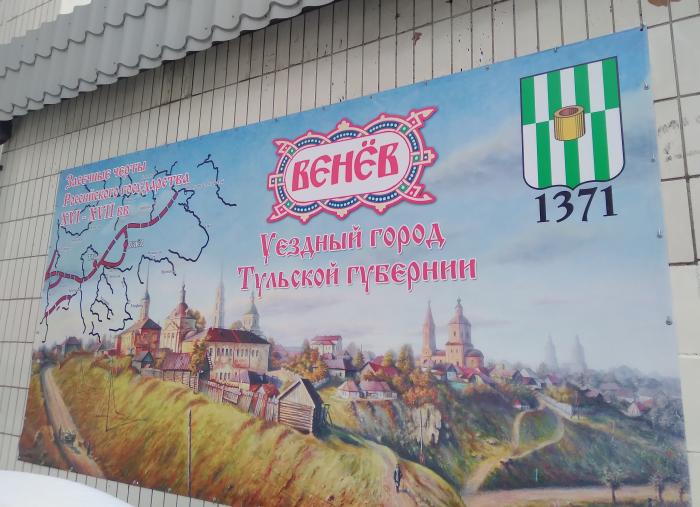 Засечные черты
Российского государства
XVI - XVII вв.
ВЕНЁВ
Уездный город
Тульской губернии
1371